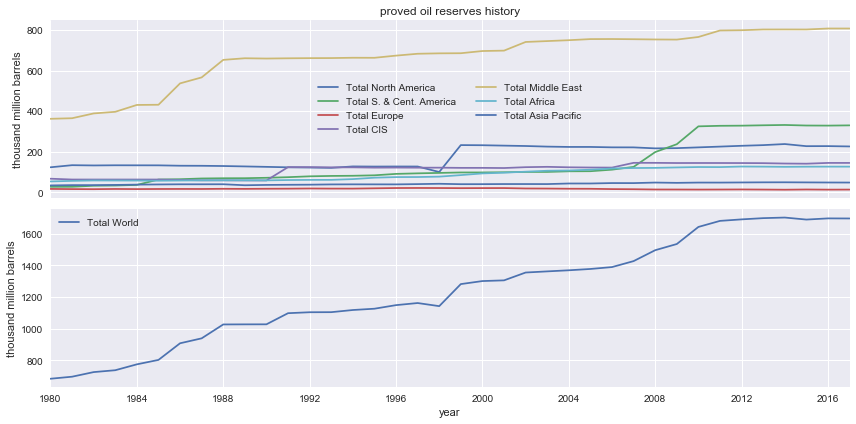 proved oil reserves history
thousand million barrels
800
600
400
200
0
Total North America
Total S. & Cent. America
Total Europe
Total CIS
Total Middle East
Total Africa
Total Asia Pacific
thousand million barrels
1600
1400
1200
1000
800
Total World
1980 1984 1988 1992 1996 2000 2004 2008 2012 2016
year